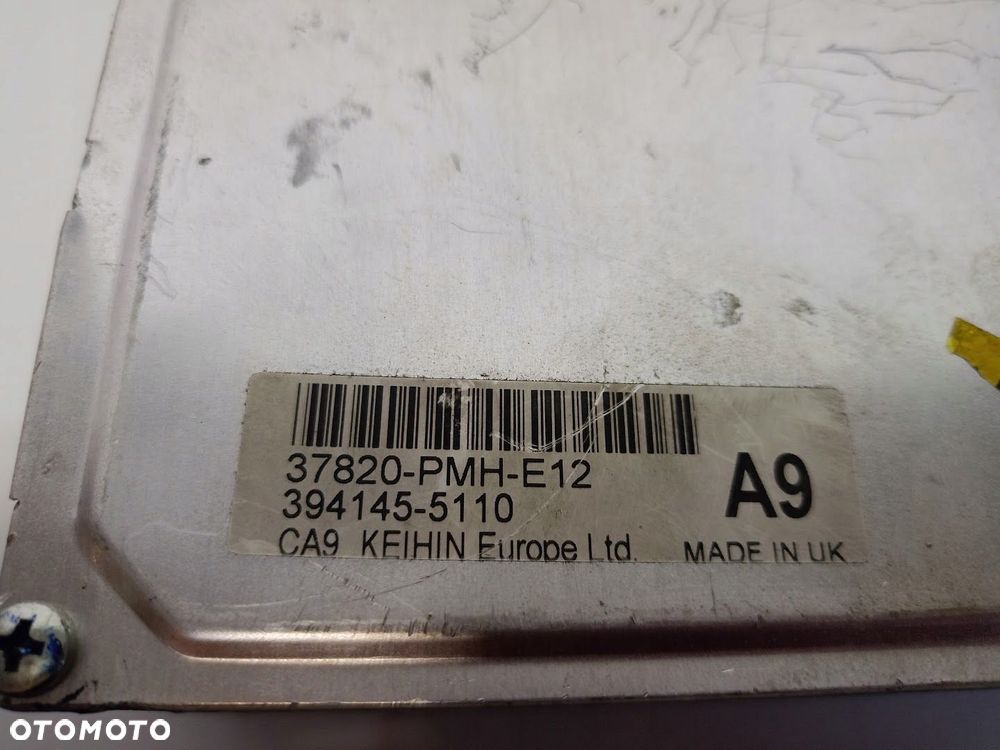 37820-PMH-E12
394145-5110
A9
CA9 KEIHIN Europe Ltd. MADE IN UK
OTOMOTO